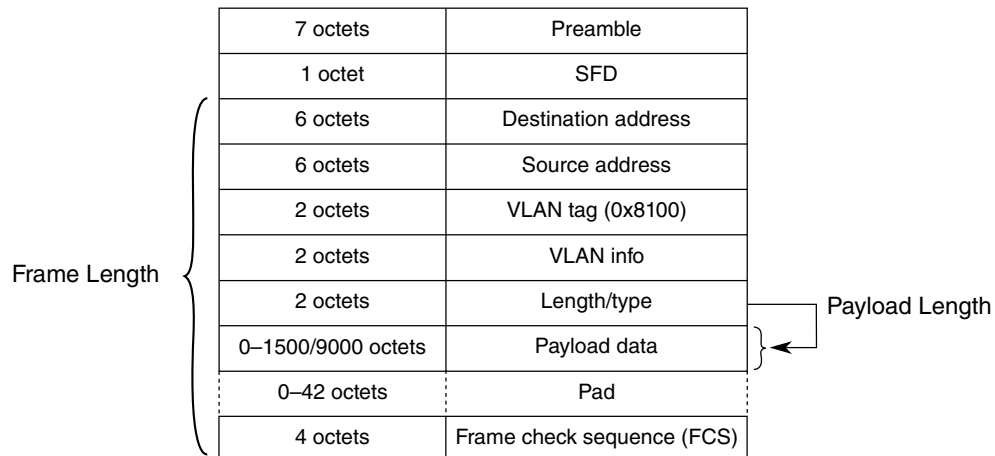 7 octets Preamble
1 octet SFD
6 octets Destination address
6 octets Source address
2 octets VLAN tag (0x8100)
2 octets VLAN info
Frame Length
2 octets Length/type
Payload Length
0–1500/9000 octets Payload data
0–42 octets Pad
4 octets Frame check sequence (FCS)